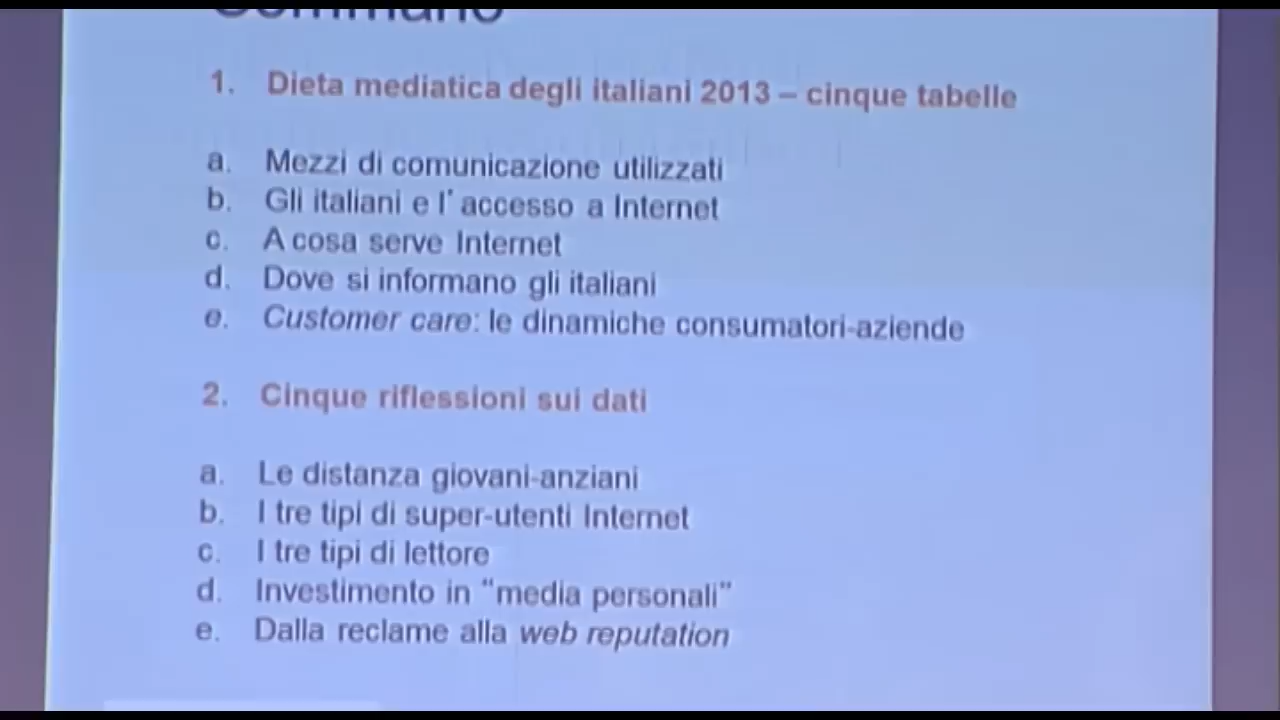 Sommario
1. Dieta mediatica degli italiani 2013 – cinque tabelle
a. Mezzi di comunicazione utilizzati
b. Gli italiani e l' accesso a Internet
c. A cosa serve Internet
d. Dove si informano gli italiani
e. Customer care: le dinamiche consumatori-aziende
2. Cinque riflessioni sui dati
a. Le distanza giovani-anziani
b. I tre tipi di super-utenti Internet
c. I tre tipi di lettore
d. Investimento in “media personali”
e. Dalla reclame alla web reputation